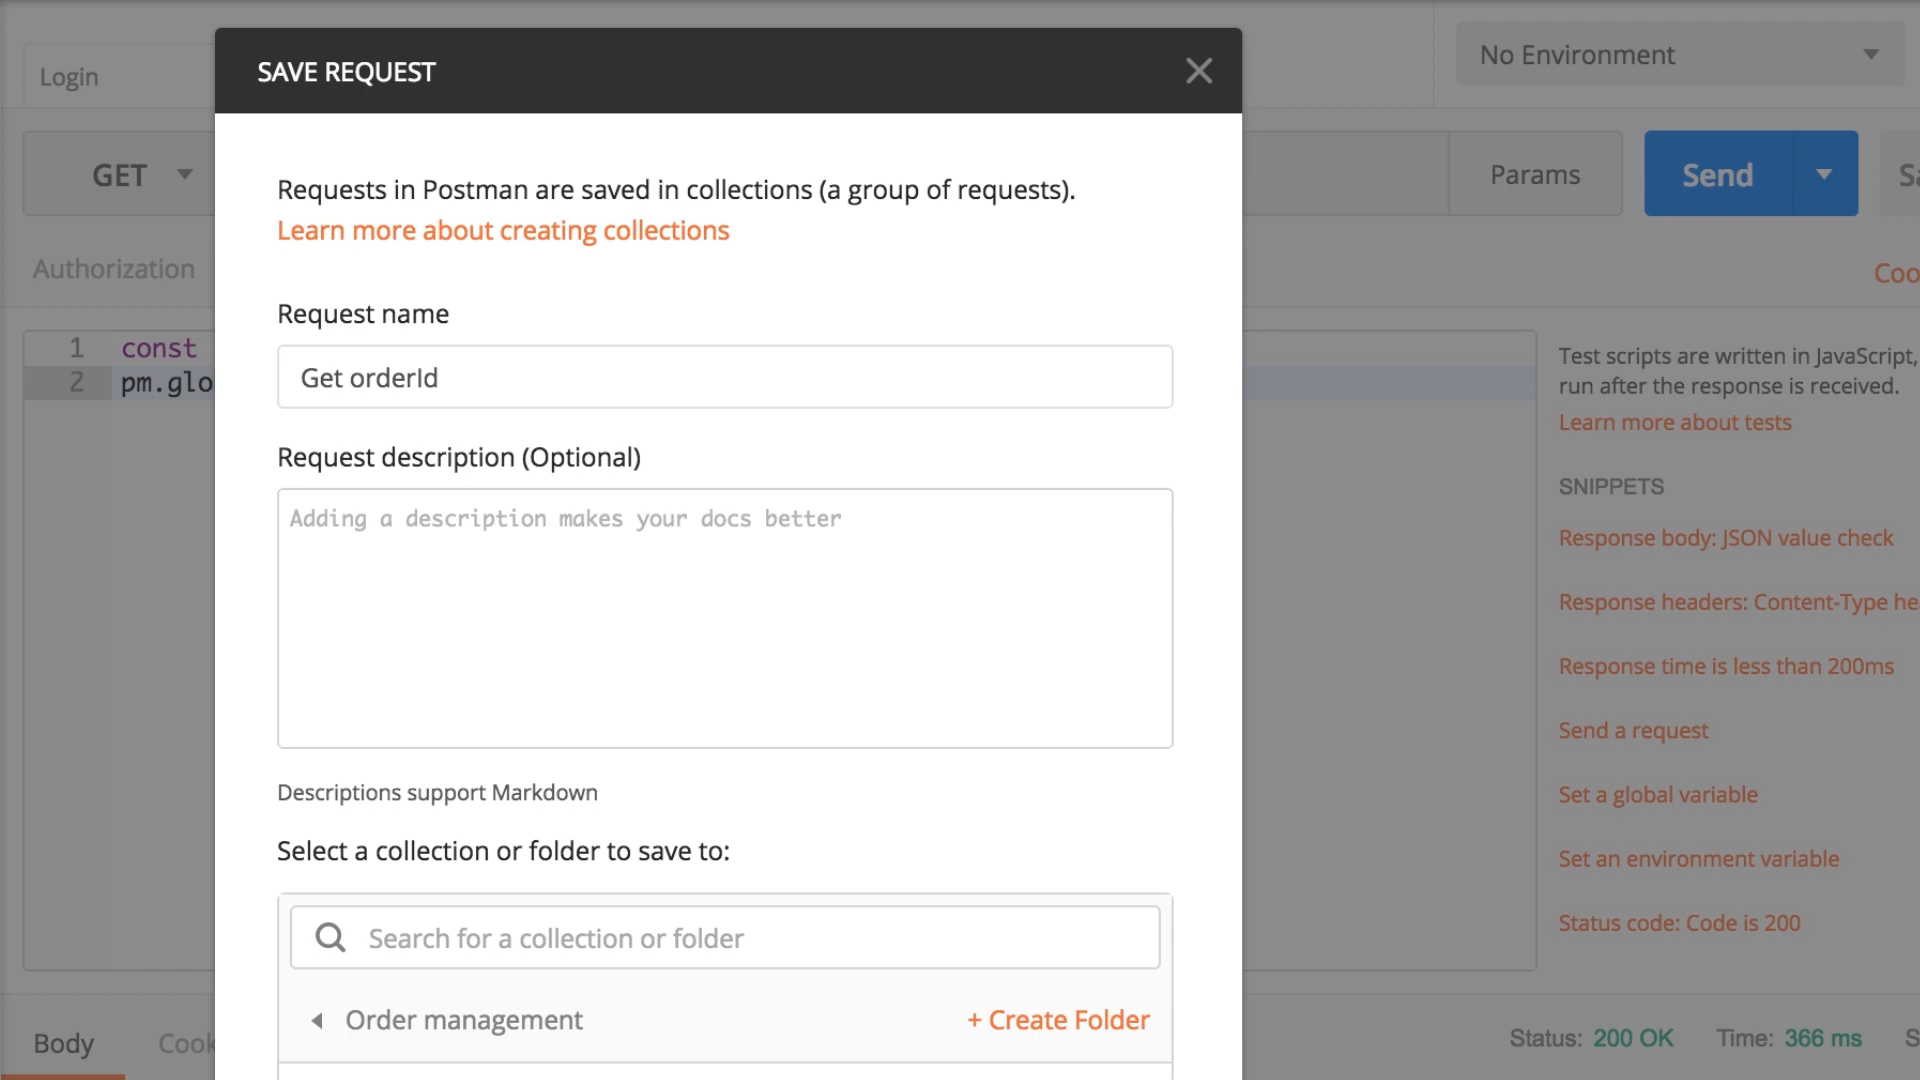 Login
SAVE REQUEST
No Environment
GET
Params
Send
Requests in Postman are saved in collections (a group of requests).
Learn more about creating collections
Authorization
Request name
Get orderId
1 const
2 pm.glo
Request description (Optional)
Adding a description makes your docs better
Descriptions support Markdown
Select a collection or folder to save to:
Search for a collection or folder
Order management
+ Create Folder
Test scripts are written in JavaScript,
run after the response is received.
Learn more about tests
SNIPPETS
Response body: JSON value check
Response headers: Content-Type he
Response time is less than 200ms
Send a request
Set a global variable
Set an environment variable
Status code: Code is 200
Body
Cook
Status: 200 OK
Time: 366 ms